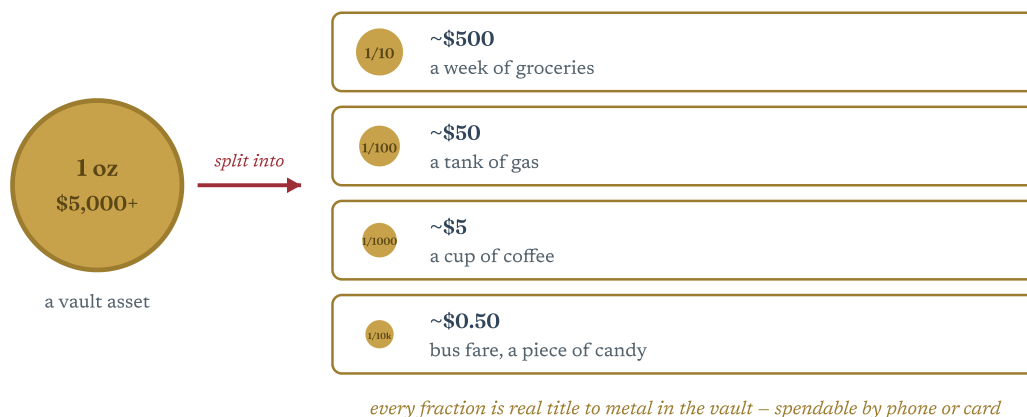 1 oz
$5,000+
a vault asset
split into
1/10
~$500
a week of groceries
1/100
~$50
a tank of gas
1/1000
~$5
a cup of coffee
1/10k
~$0.50
bus fare, a piece of candy
every fraction is real title to metal in the vault – spendable by phone or card